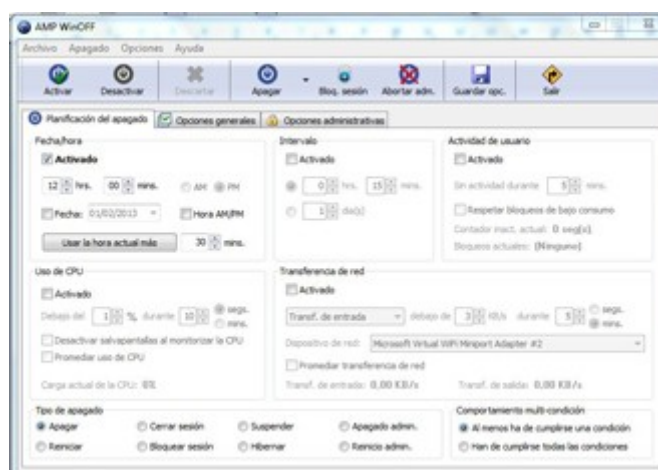 AMP WinOFF
Archivo Apagado Opciones Ayuda
Activar Desactivar Descartar Apagar Bloq. sesión Abortar adm. Guardar opc. Salir
Planificación del apagado Opciones generales Opciones administrativas
Fecha/hora Intervalo Actividad de usuario
Activado Activado Activado
12 hrs. 00 mins. AM PM 0 hrs. 15 mins. Sin actividad durante 5 mins.
Fecha: 01/02/2013 Hora AM/PM 1 día(s) Respetar bloqueos de bajo consumo
Contador inact. actual: 0 seg(s)
Usar la hora actual más 30 mins. Bloqueos actuales: (Ninguno)
Uso de CPU Transferencia de red
Activado Activado
Debajo del 1 %, durante 10 segs. mins. Transf. de entrada debajo de 3 KB/s durante 5 segs. mins.
Desactivar salvapantallas al monitorizar la CPU Dispositivo de red: Microsoft Virtual WiFi Miniport Adapter #2
Promediar uso de CPU Promediar transferencia de red
Carga actual de la CPU: 0% Transf. de entrada: 0,00 KB/s Transf. de salida: 0,00 KB/s
Tipo de apagado Comportamiento multi-condición
Apagar Cerrar sesión Suspender Apagado admin. Al menos ha de cumplirse una condición
Reiniciar Bloquear sesión Hibernar Reinicio admin. Han de cumplirse todas las condiciones